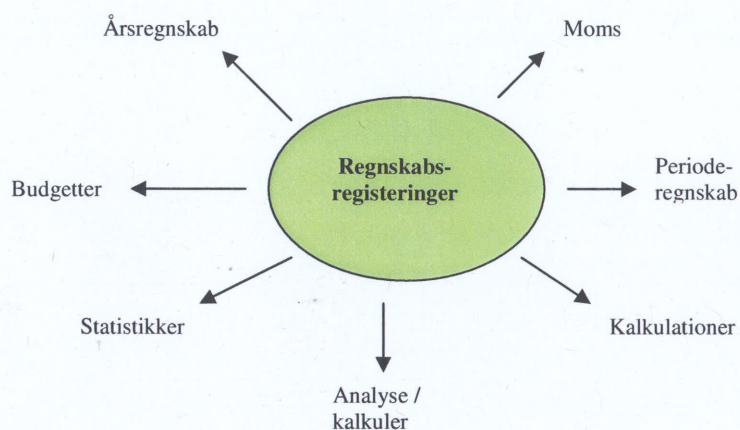 Årsregnskab
Moms
Regnskabs-
registeringer
Budgetter
Periode-
regnskab
Statistikker
Kalkulationer
Analyse /
kalkuler